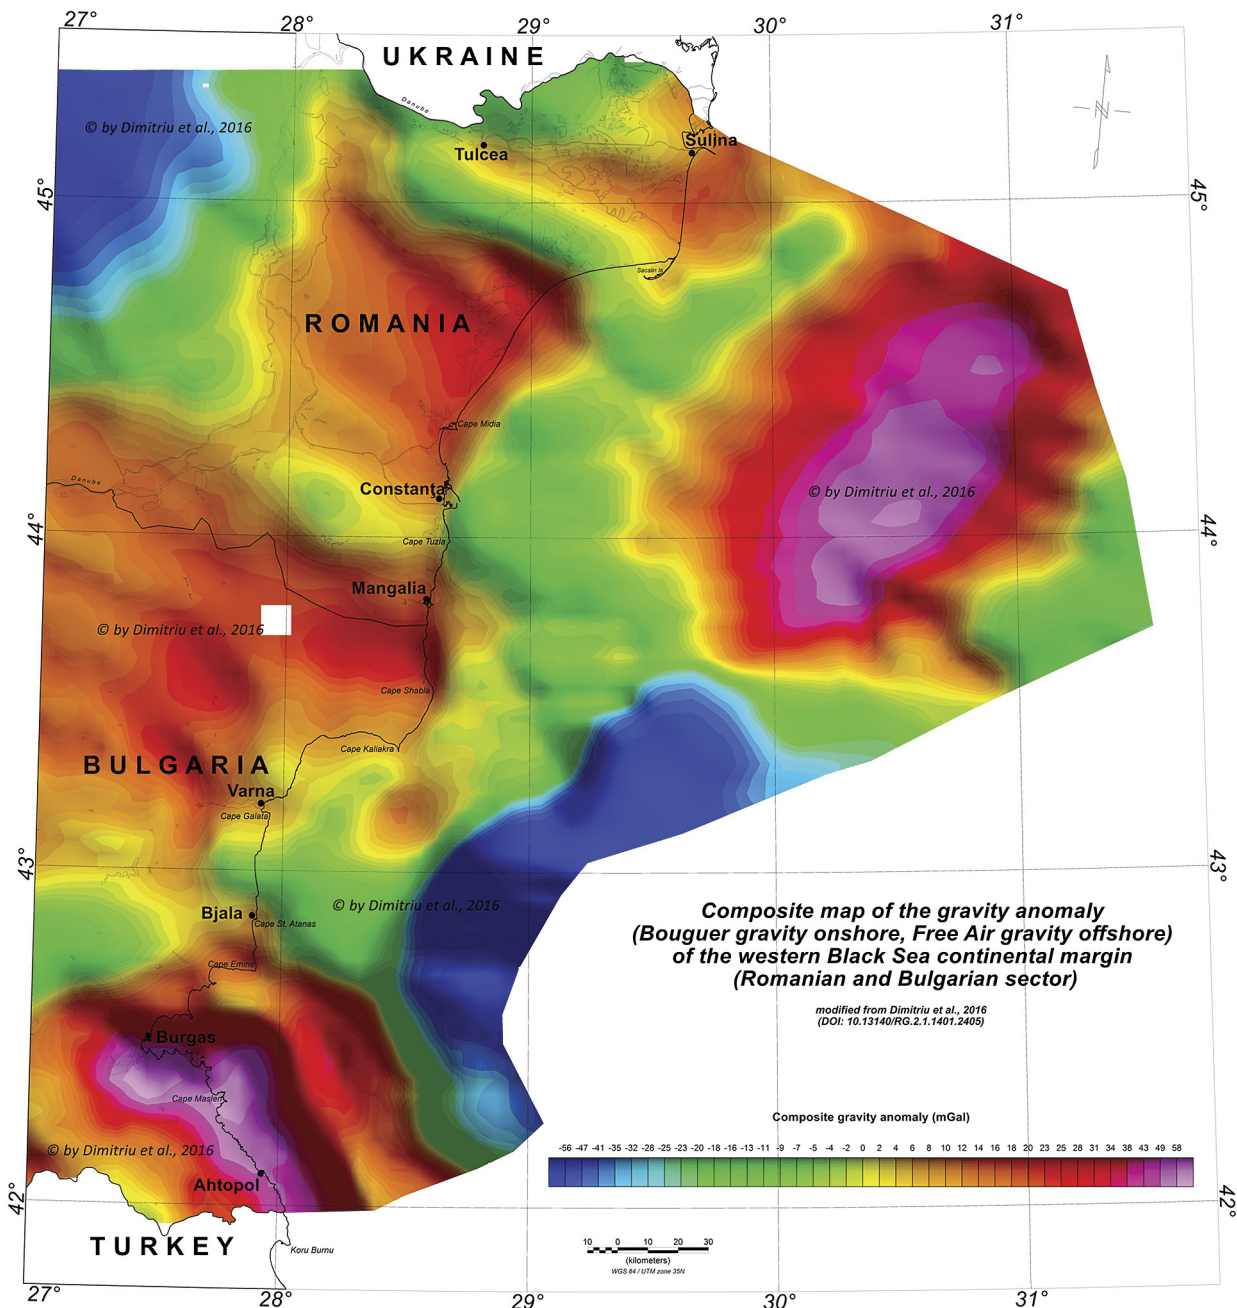 27°
28°
29°
30°
31°
UKRAINE
Danube
© by Dimitriu et al., 2016
Sulina
Tulcea
45°
45°
Sacalin Is.
ROMANIA
Cape Midia
Danube
Constanţa
© by Dimitriu et al., 2016
44°
44°
Cape Tuzla
Mangalia
© by Dimitriu et al., 2016
Cape Shabla
Cape Kaliakra
BULGARIA
Varna
Cape Galata
43°
43°
© by Dimitriu et al., 2016
Bjala
Cape St. Atanas
Composite map of the gravity anomaly
(Bouguer gravity onshore, Free Air gravity offshore)
of the western Black Sea continental margin
(Romanian and Bulgarian sector)
Cape Emine
modified from Dimitriu et al., 2016
(DOI: 10.13140/RG.2.1.1401.2405)
Burgas
Cape Maslen
Composite gravity anomaly (mGal)
-56 -47 -41 -35 -32 -28 -25 -23 -20 -18 -16 -13 -11 -9 -7 -5 -4 -2 0 2 4 6 8 10 12 14 16 18 20 23 25 28 31 34 38 43 49 58
© by Dimitriu et al., 2016
Ahtopol
42°
42°
TURKEY
Koru Burnu
10 0 10 20 30
(kilometers)
WGS 84 / UTM zone 35N
27°
28°
29°
30°
31°